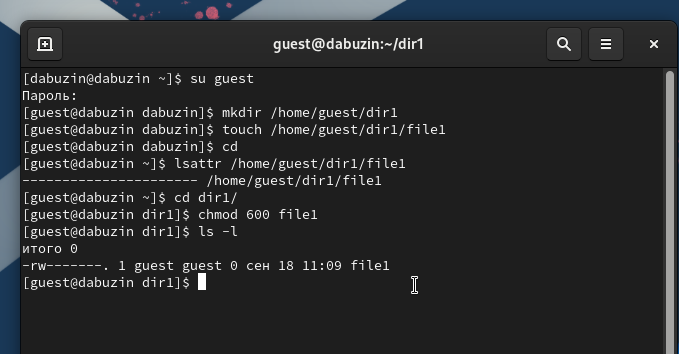 guest@dabuzin:~/dir1
[dabuzin@dabuzin ~]$ su guest
Пароль:
[guest@dabuzin dabuzin]$ mkdir /home/guest/dir1
[guest@dabuzin dabuzin]$ touch /home/guest/dir1/file1
[guest@dabuzin dabuzin]$ cd
[guest@dabuzin ~]$ lsattr /home/guest/dir1/file1
---------------------- /home/guest/dir1/file1
[guest@dabuzin ~]$ cd dir1/
[guest@dabuzin dir1]$ chmod 600 file1
[guest@dabuzin dir1]$ ls -l
итого 0
-rw-------. 1 guest guest 0 сен 18 11:09 file1
[guest@dabuzin dir1]$